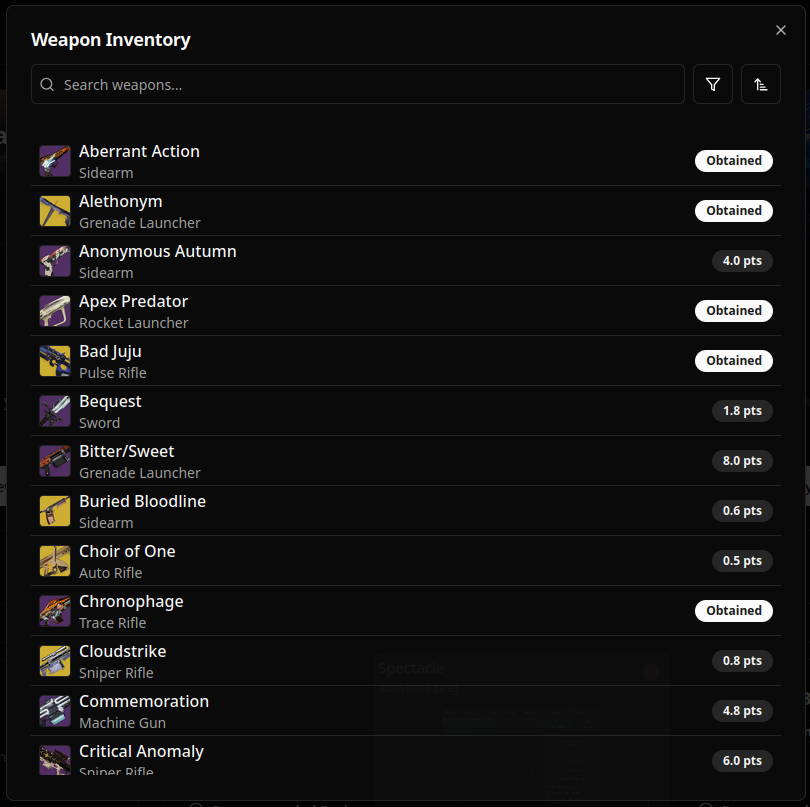 Weapon Inventory
Search weapons...
Aberrant Action
Sidearm
Obtained
Alethonym
Grenade Launcher
Obtained
Anonymous Autumn
Sidearm
4.0 pts
Apex Predator
Rocket Launcher
Obtained
Bad Juju
Pulse Rifle
Obtained
Bequest
Sword
1.8 pts
Bitter/Sweet
Grenade Launcher
8.0 pts
Buried Bloodline
Sidearm
0.6 pts
Choir of One
Auto Rifle
0.5 pts
Chronophage
Trace Rifle
Obtained
Cloudstrike
Sniper Rifle
0.8 pts
Spectacle
Commemoration
Machine Gun
4.8 pts
Critical Anomaly
Sniper Rifle
6.0 pts